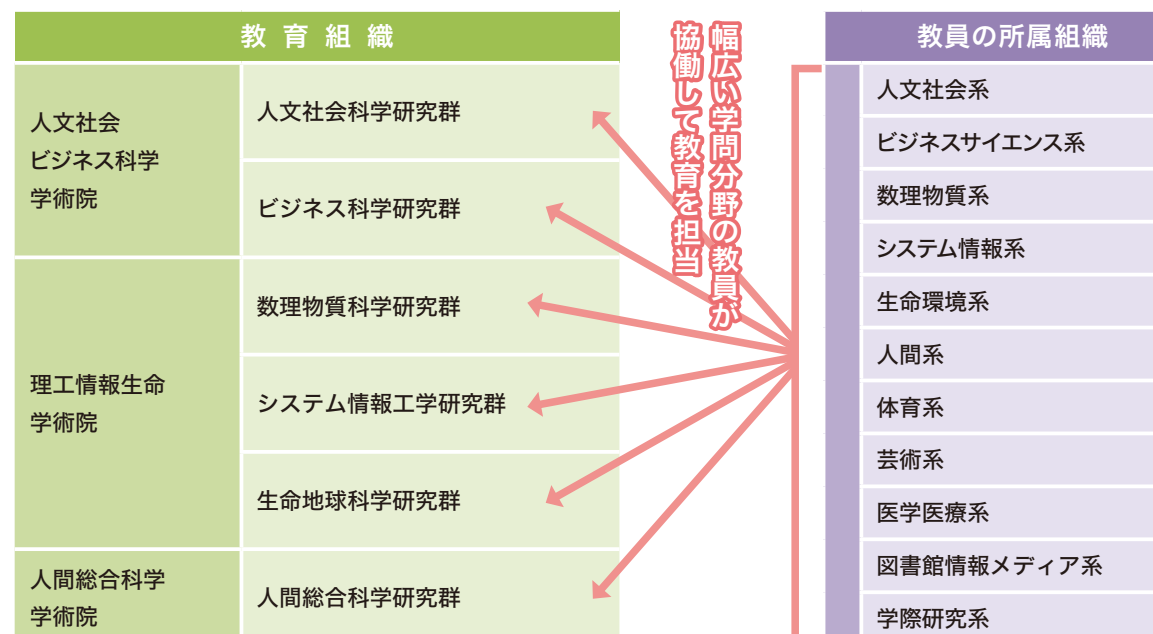 教育組織
人文社会
ビジネス科学
学術院
人文社会科学研究群
ビジネス科学研究群
理工情報生命
学術院
数理物質科学研究群
システム情報工学研究群
生命地球科学研究群
人間総合科学
学術院
人間総合科学研究群
幅広い学問分野の教員が
協働して教育を担当
教員の所属組織
人文社会系
ビジネスサイエンス系
数理物質系
システム情報系
生命環境系
人間系
体育系
芸術系
医学医療系
図書館情報メディア系
学際研究系